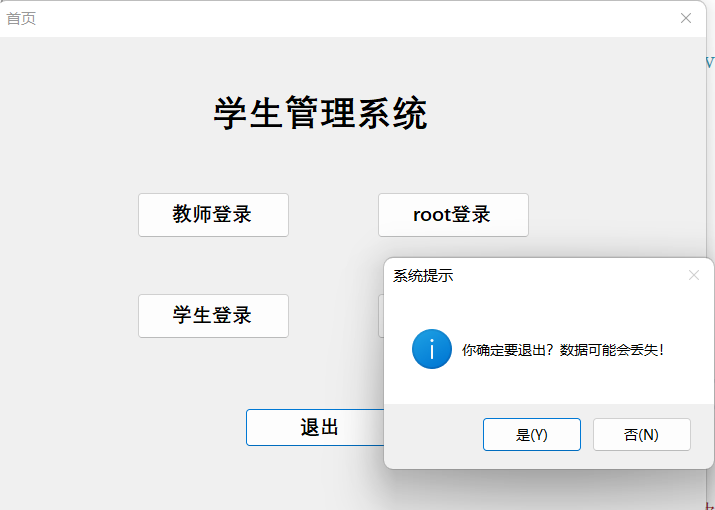 首页
学生管理系统
教师登录
root登录
学生登录
退出
系统提示
你确定要退出？数据可能会丢失！
是(Y)
否(N)